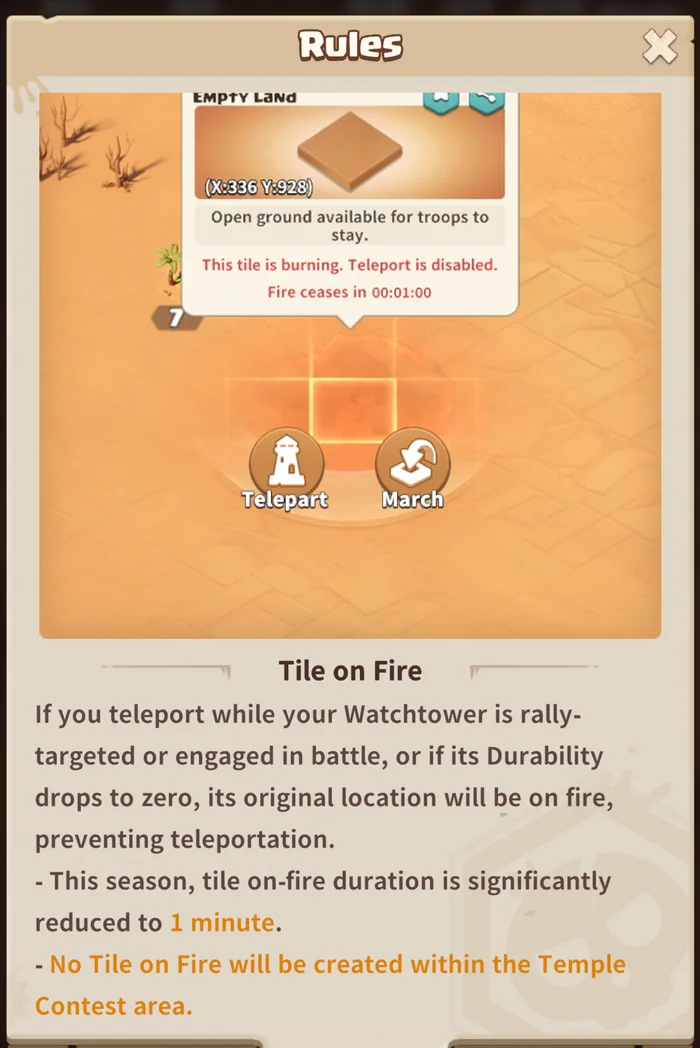 Rules
Empty Land
(X:336 Y:928)
Open ground available for troops to
stay.
This tile is burning. Teleport is disabled.
Fire ceases in 00:01:00
7
Telepart
March
Tile on Fire
If you teleport while your Watchtower is rally-
targeted or engaged in battle, or if its Durability
drops to zero, its original location will be on fire,
preventing teleportation.
- This season, tile on-fire duration is significantly
reduced to 1 minute.
- No Tile on Fire will be created within the Temple
Contest area.